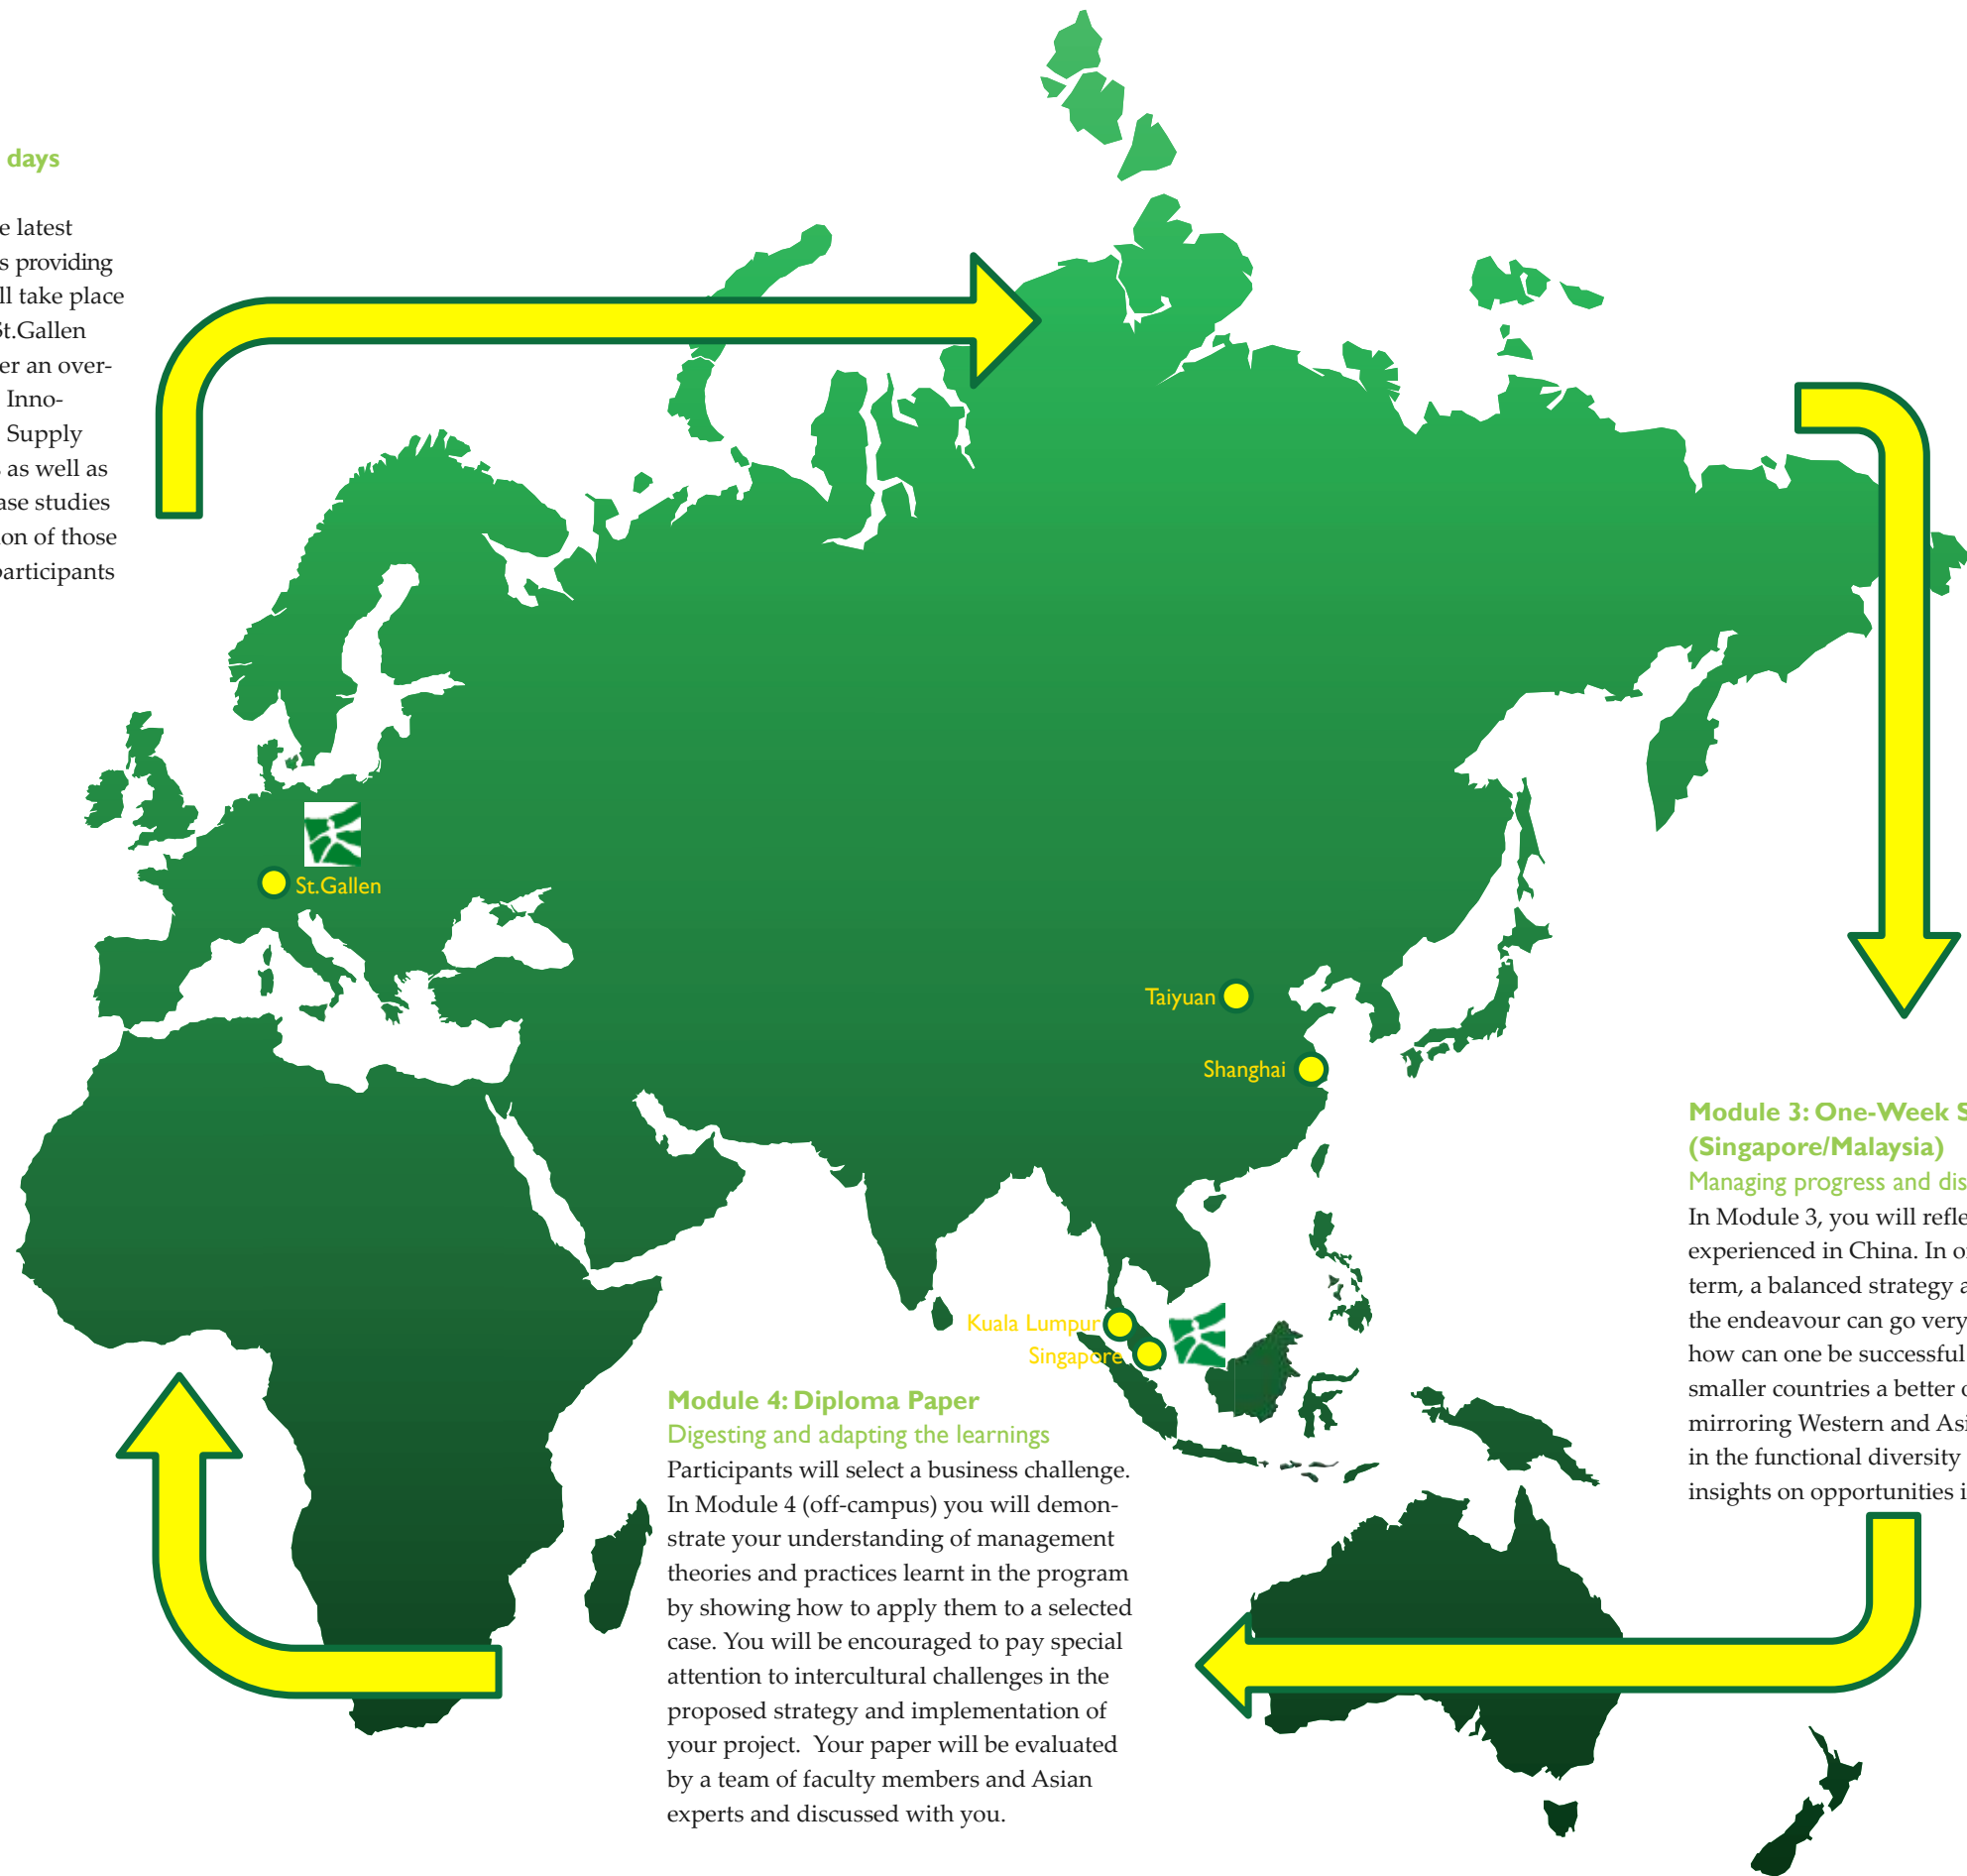 days
e latest
s providing
ll take place
St.Gallen
er an over-
Inno-
Supply
s as well as
ase studies
ion of those
participants
St.Gallen
Taiyuan
Shanghai
Kuala Lumpur
Singapore
Module 3: One-Week S
(Singapore/Malaysia)
Managing progress and dis
In Module 3, you will refle
experienced in China. In or
term, a balanced strategy a
the endeavour can go very
how can one be successful
smaller countries a better o
mirroring Western and Asi
in the functional diversity
insights on opportunities i
Module 4: Diploma Paper
Digesting and adapting the learnings
Participants will select a business challenge.
In Module 4 (off-campus) you will demon-
strate your understanding of management
theories and practices learnt in the program
by showing how to apply them to a selected
case. You will be encouraged to pay special
attention to intercultural challenges in the
proposed strategy and implementation of
your project. Your paper will be evaluated
by a team of faculty members and Asian
experts and discussed with you.